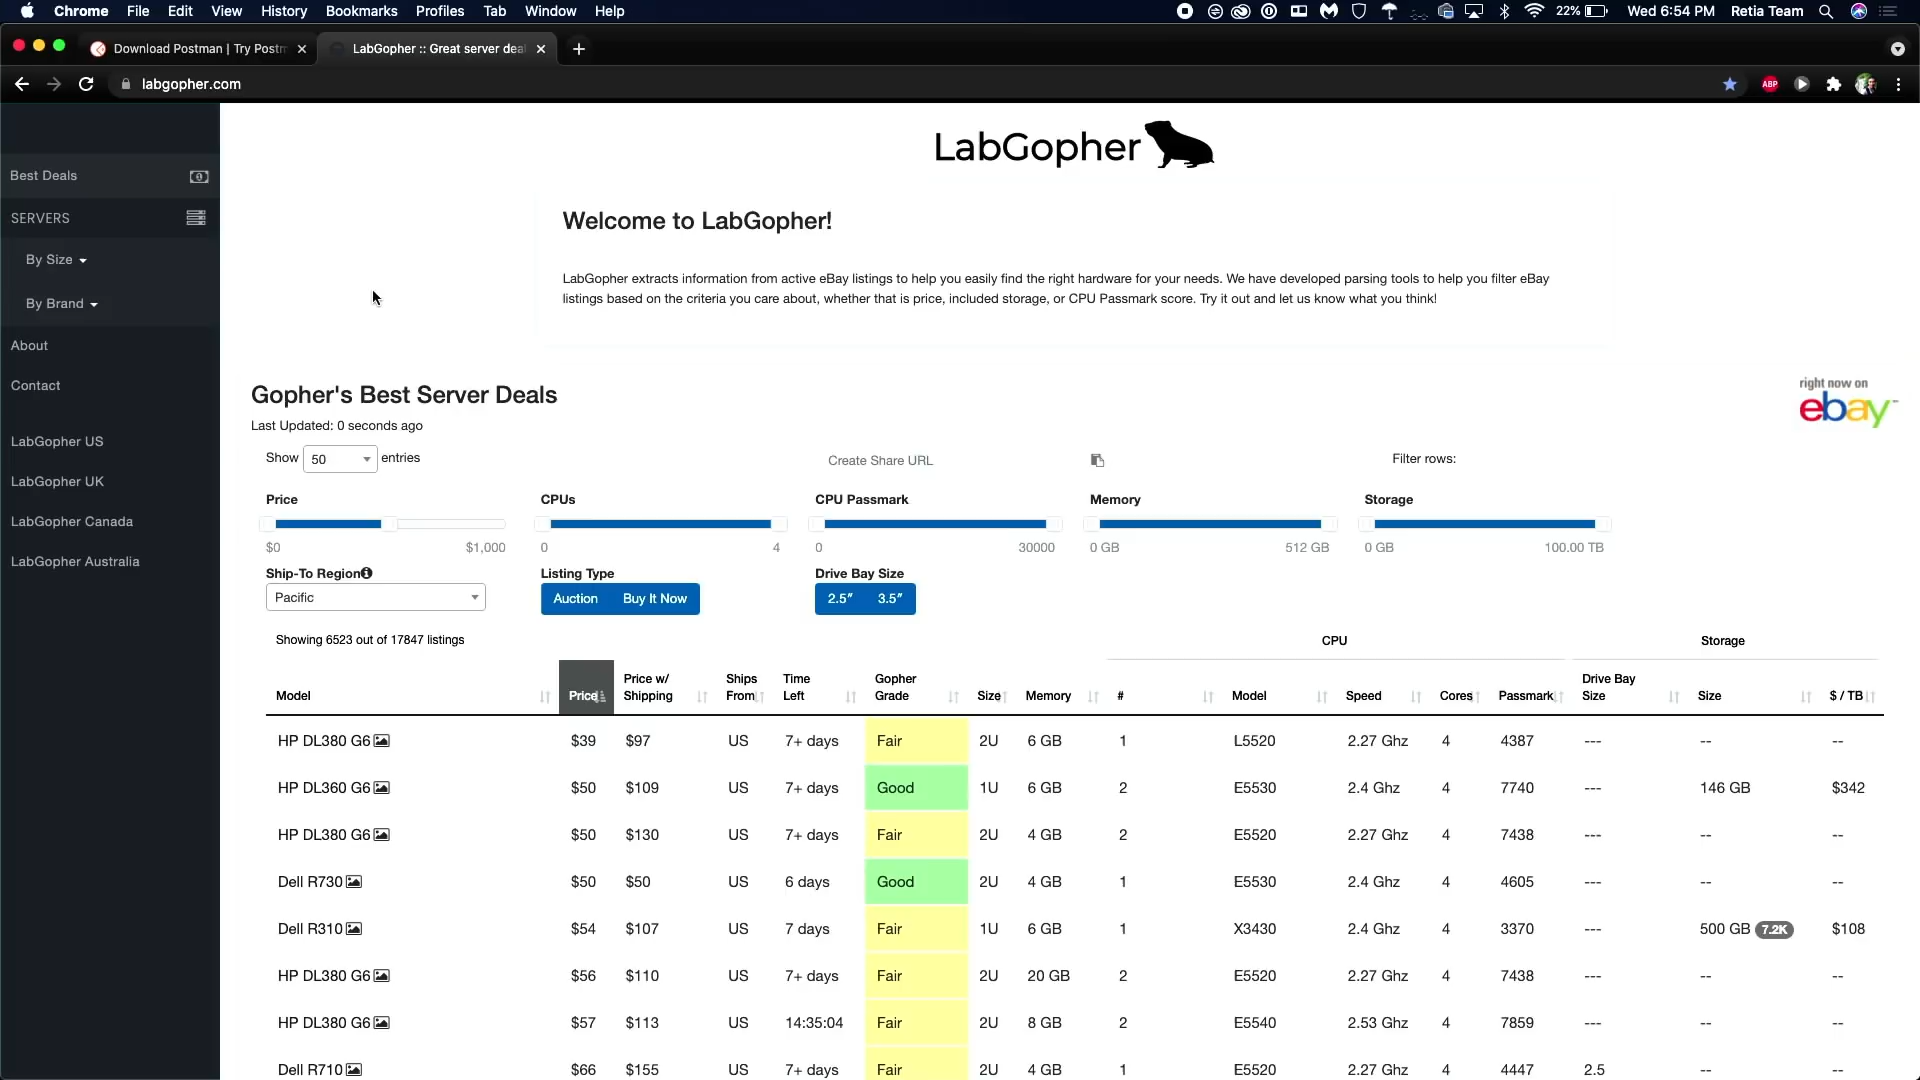 Chrome File Edit View History Bookmarks Profiles Tab Window Help 22% Wed 6:54 PM Retia Team
Download Postman | Try Postm LabGopher :: Great server dea
labgopher.com ABP
LabGopher
Best Deals
SERVERS
By Size
By Brand
About
Contact
LabGopher US
LabGopher UK
LabGopher Canada
LabGopher Australia
Welcome to LabGopher!
LabGopher extracts information from active eBay listings to help you easily find the right hardware for your needs. We have developed parsing tools to help you filter eBay
listings based on the criteria you care about, whether that is price, included storage, or CPU Passmark score. Try it out and let us know what you think!
Gopher's Best Server Deals
right now on
ebay
Last Updated: 0 seconds ago
Show 50 entries Create Share URL Filter rows:
Price CPUs CPU Passmark Memory Storage
$0 $1,000 0 4 0 30000 0 GB 512 GB 0 GB 100.00 TB
Ship-To Region Listing Type Drive Bay Size
Pacific Auction Buy It Now 2.5″ 3.5″
Showing 6523 out of 17847 listings CPU Storage
Model Price Price w/ Shipping Ships From Time Left Gopher Grade Size Memory # Model Speed Cores Passmark Drive Bay Size Size $ / TB
HP DL380 G6 $39 $97 US 7+ days Fair 2U 6 GB 1 L5520 2.27 Ghz 4 4387 --- -- --
HP DL360 G6 $50 $109 US 7+ days Good 1U 6 GB 2 E5530 2.4 Ghz 4 7740 --- 146 GB $342
HP DL380 G6 $50 $130 US 7+ days Fair 2U 4 GB 2 E5520 2.27 Ghz 4 7438 --- -- --
Dell R730 $50 $50 US 6 days Good 2U 4 GB 1 E5530 2.4 Ghz 4 4605 --- -- --
Dell R310 $54 $107 US 7 days Fair 1U 6 GB 1 X3430 2.4 Ghz 4 3370 --- 500 GB 7.2K $108
HP DL380 G6 $56 $110 US 7+ days Fair 2U 20 GB 2 E5520 2.27 Ghz 4 7438 --- -- --
HP DL380 G6 $57 $113 US 14:35:04 Fair 2U 8 GB 2 E5540 2.53 Ghz 4 7859 --- -- --
Dell R710 $66 $155 US 7+ days Fair 2U 4 GB 1 E5520 2.27 Ghz 4 4447 2.5 -- --